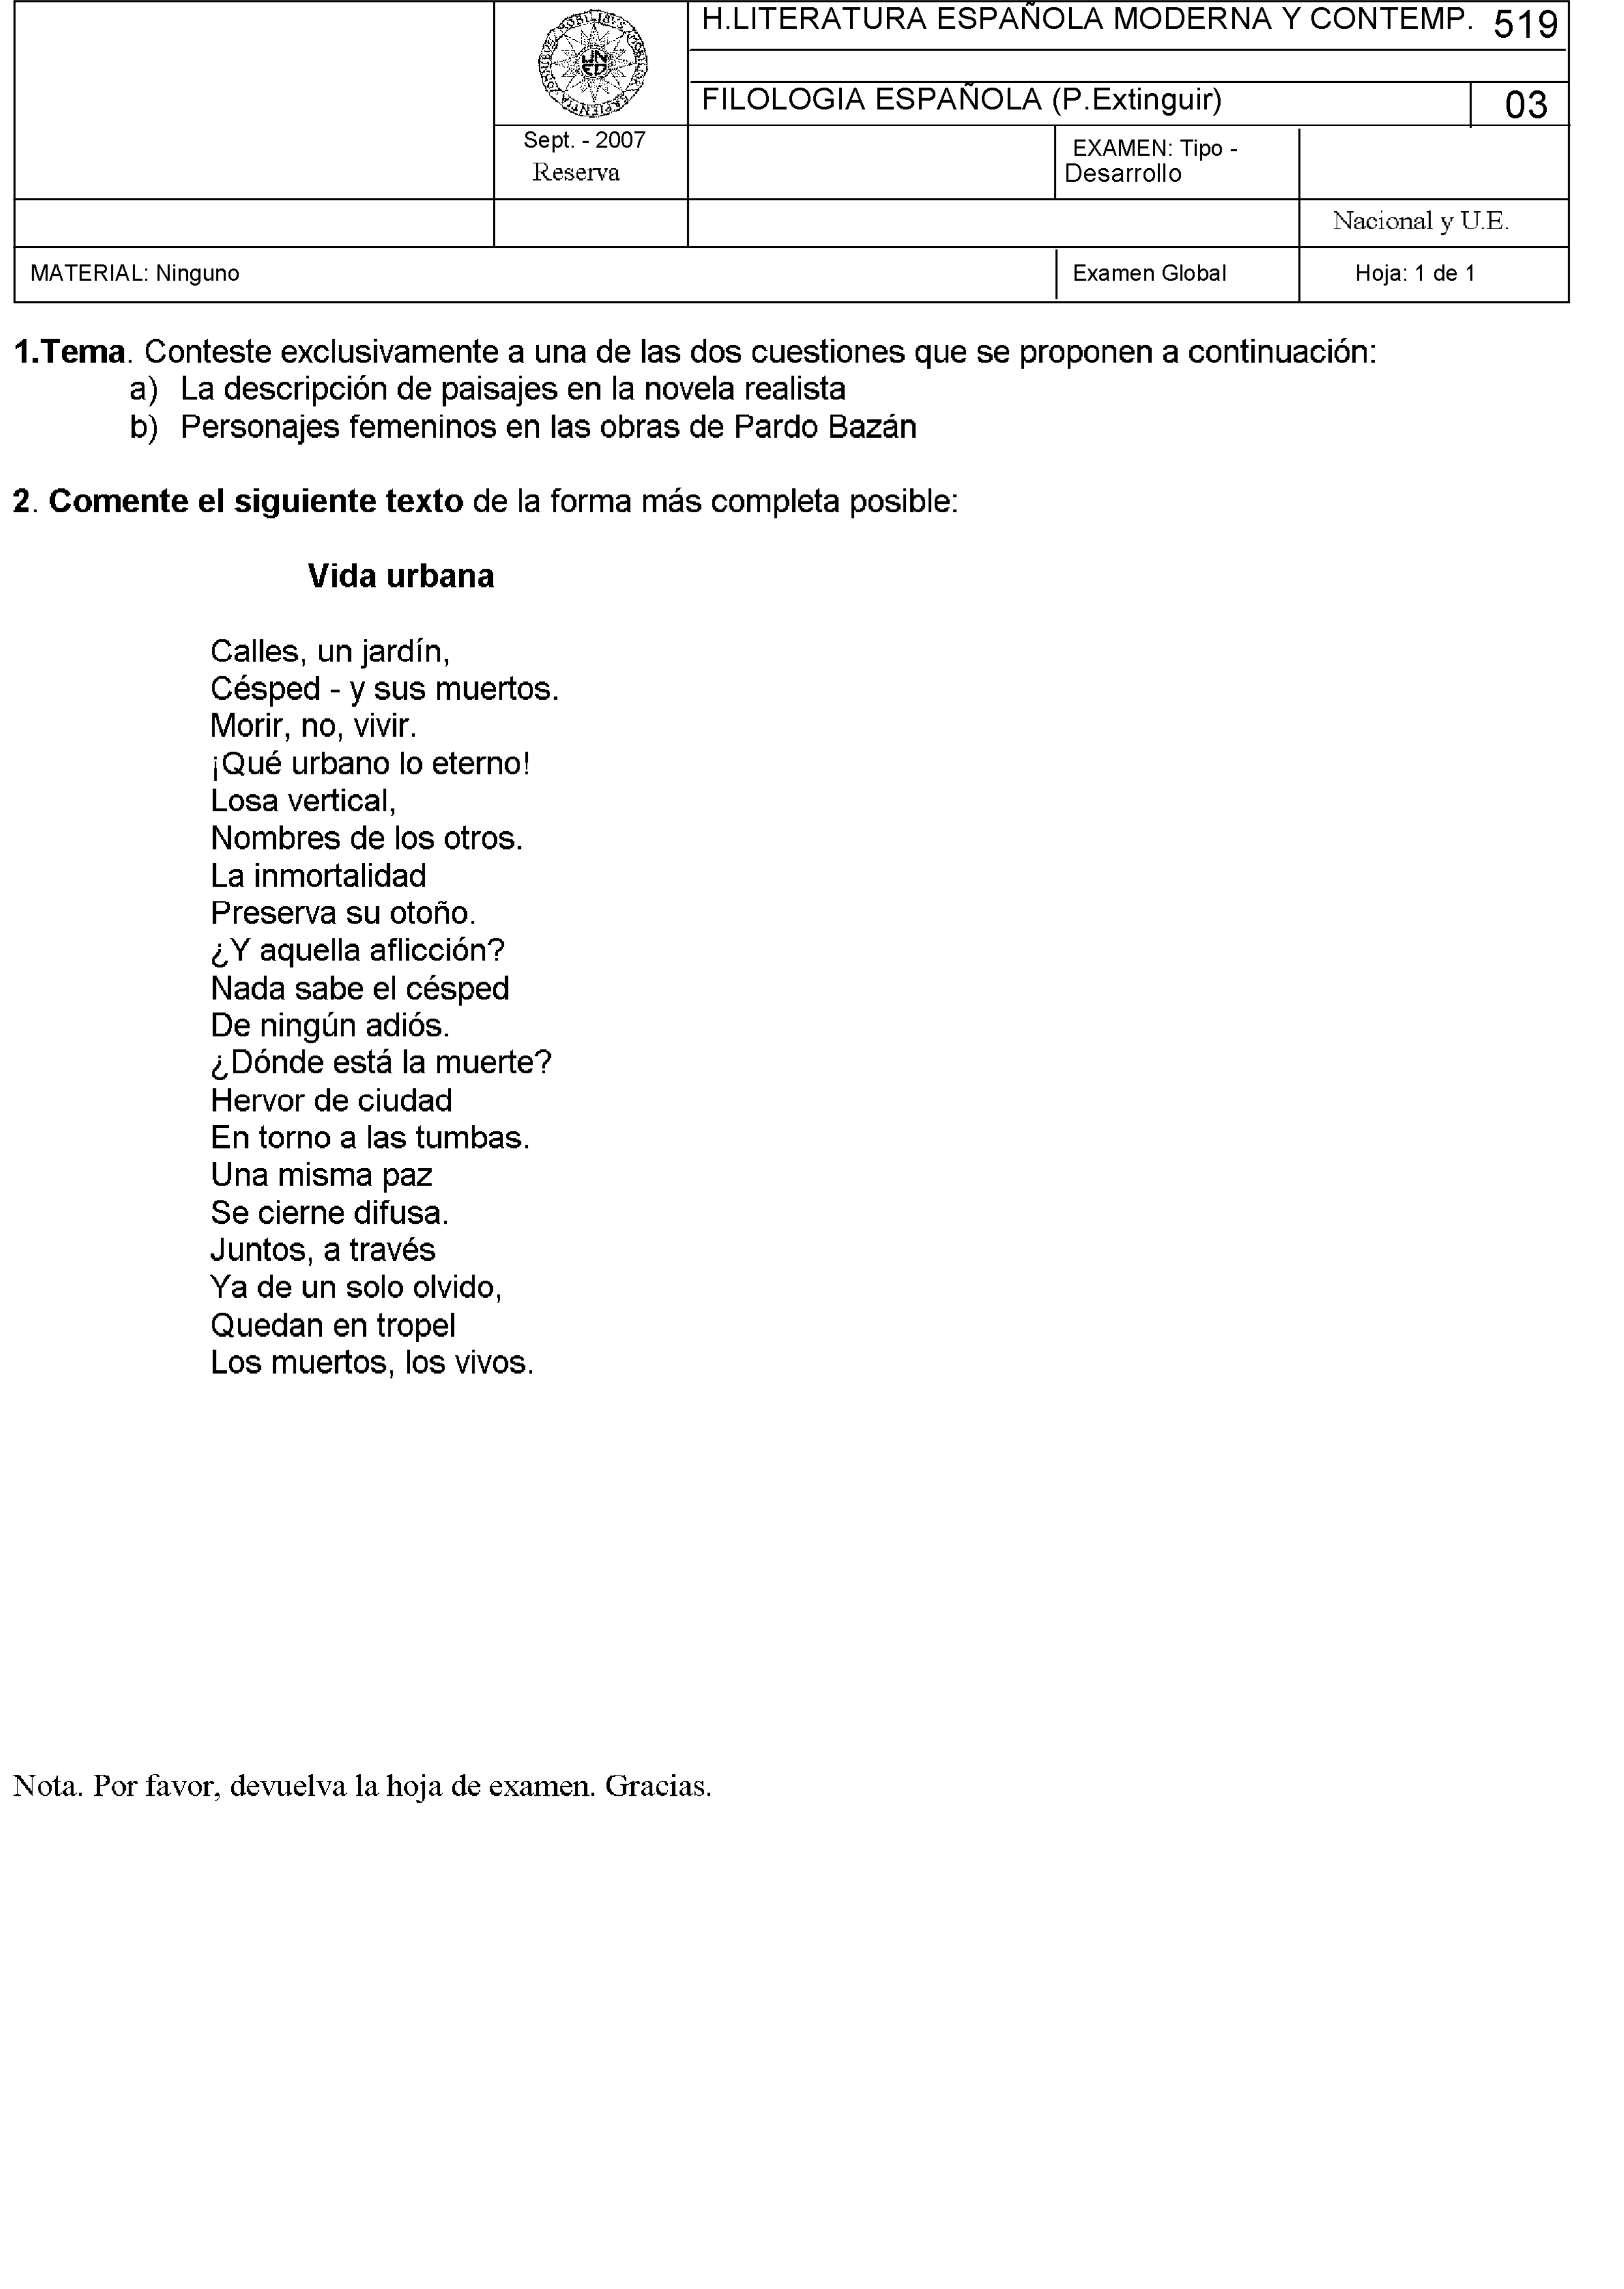 H.LITERATURA ESPAÑOLA MODERNA Y CONTEMP. 519
FILOLOGIA ESPAÑOLA (P.Extinguir) 03
Sept. - 2007
Reserva
EXAMEN: Tipo -
Desarrollo
Nacional y U.E.
MATERIAL: Ninguno
Examen Global
Hoja: 1 de 1
1.Tema. Conteste exclusivamente a una de las dos cuestiones que se proponen a continuación:
a) La descripción de paisajes en la novela realista
b) Personajes femeninos en las obras de Pardo Bazán
2. Comente el siguiente texto de la forma más completa posible:
Vida urbana
Calles, un jardín,
Césped - y sus muertos.
Morir, no, vivir.
¡Qué urbano lo eterno!
Losa vertical,
Nombres de los otros.
La inmortalidad
Preserva su otoño.
¿Y aquella aflicción?
Nada sabe el césped
De ningún adiós.
¿Dónde está la muerte?
Hervor de ciudad
En torno a las tumbas.
Una misma paz
Se cierne difusa.
Juntos, a través
Ya de un solo olvido,
Quedan en tropel
Los muertos, los vivos.
Nota. Por favor, devuelva la hoja de examen. Gracias.